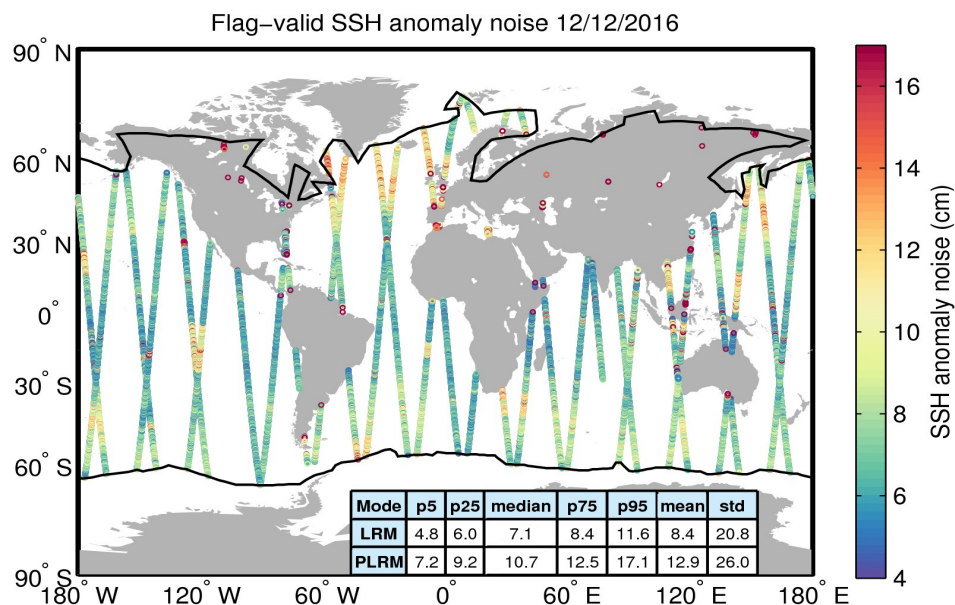 Flag–valid SSH anomaly noise 12/12/2016
90° N
60° N
30° N
0°
30° S
60° S
90° S
180° W
120° W
60° W
0°
60° E
120° E
180° E
Mode p5 p25 median p75 p95 mean std
LRM 4.8 6.0 7.1 8.4 11.6 8.4 20.8
PLRM 7.2 9.2 10.7 12.5 17.1 12.9 26.0
16
14
12
10
8
6
4
SSH anomaly noise (cm)